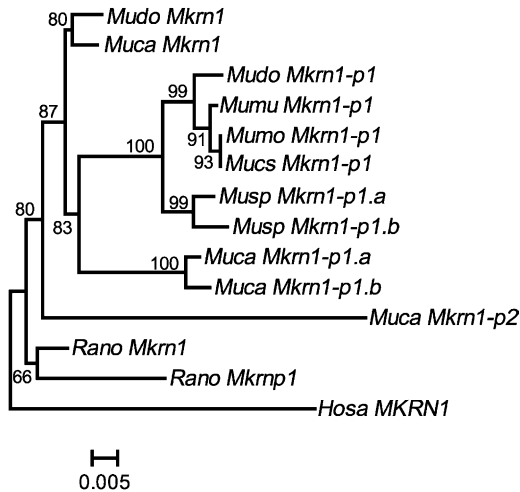 80 Mudo Mkrn1
Muca Mkrn1
Mudo Mkrn1-p1
99
Mumu Mkrn1-p1
87
91 Mumo Mkrn1-p1
100
93 Mucs Mkrn1-p1
99 Musp Mkrn1-p1.a
80
83 Musp Mkrn1-p1.b
100 Muca Mkrn1-p1.a
Muca Mkrn1-p1.b
Muca Mkrn1-p2
Rano Mkrn1
66 Rano Mkrnp1
Hosa MKRN1
0.005